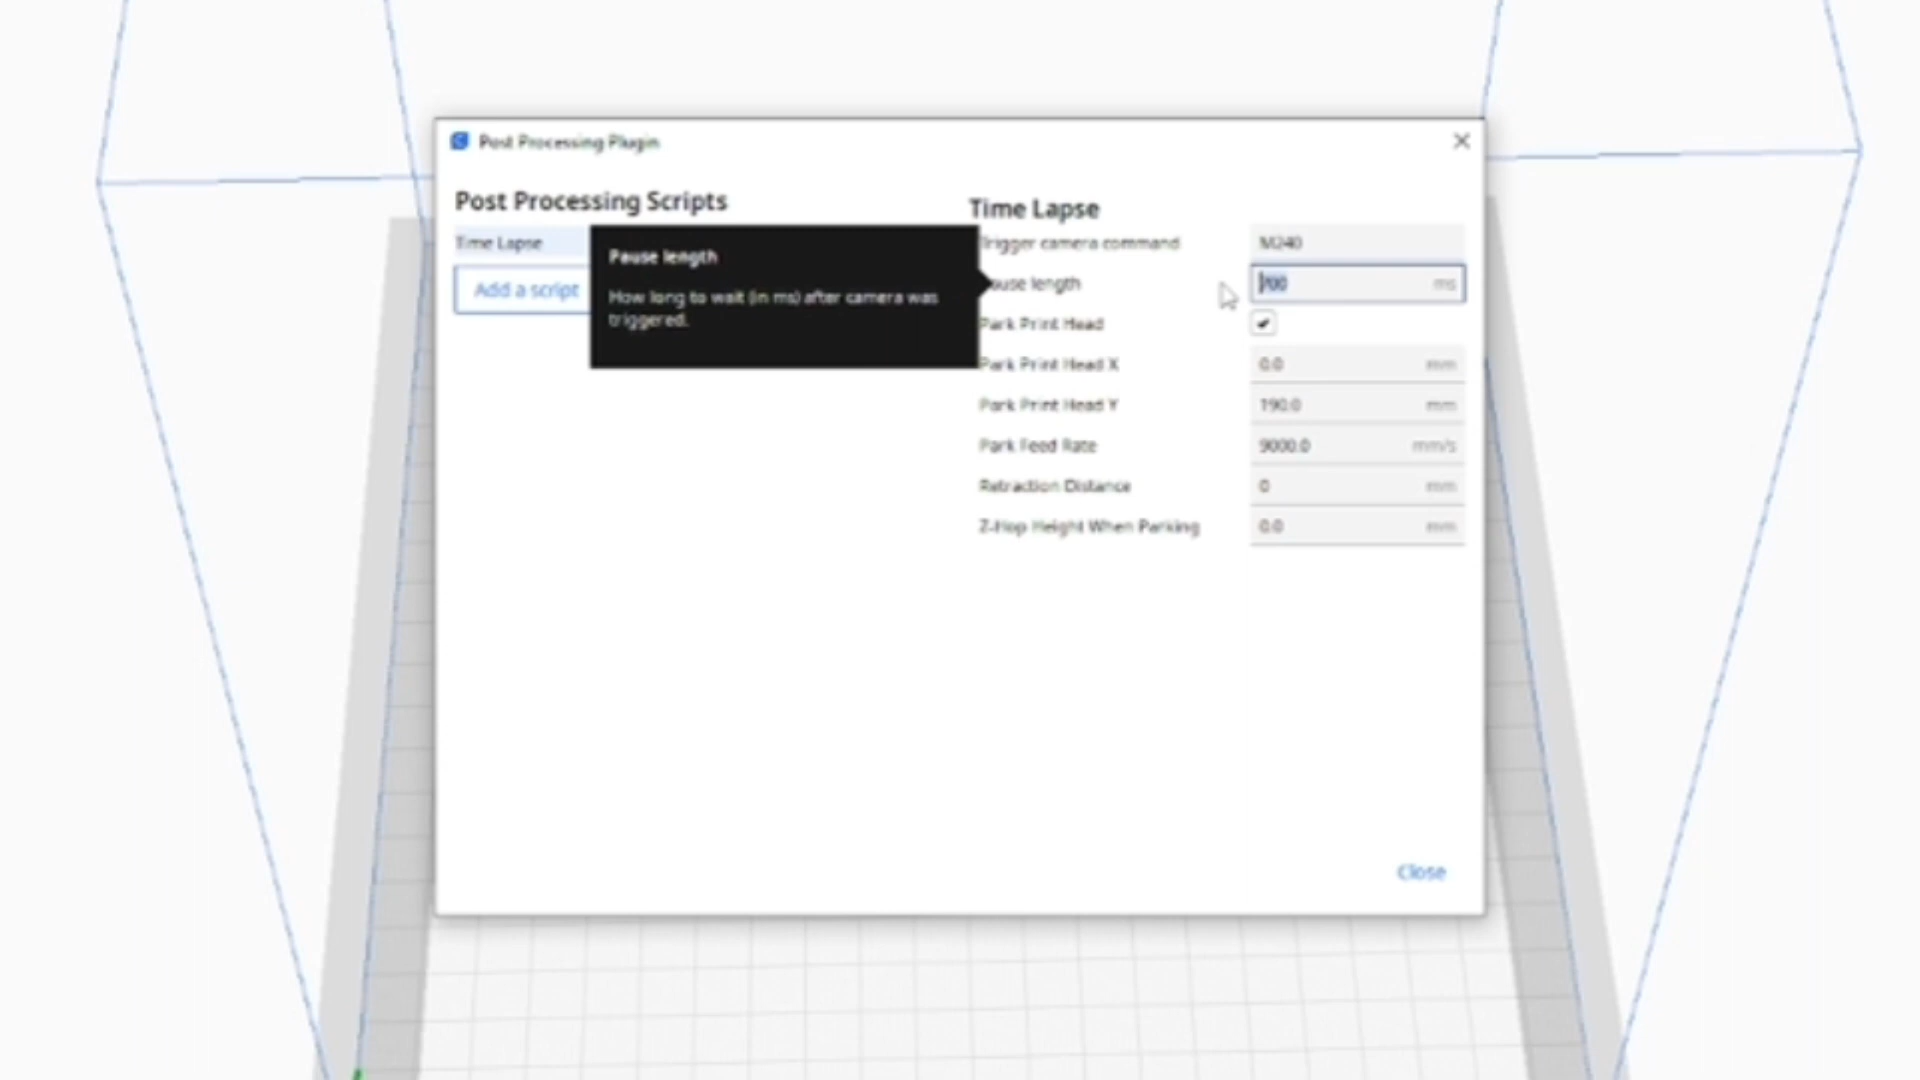 Post Processing Plugin
Post Processing Scripts
Time Lapse
Add a script
Pause length
How long to wait (in ms) after camera was
triggered.
Time Lapse
Trigger camera command M240
ause length 700 ms
Park Print Head
Park Print Head X 0.0 mm
Park Print Head Y 190.0 mm
Park Feed Rate 9000.0 mm/s
Retraction Distance 0 mm
Z-Hop Height When Parking 0.0 mm
Close